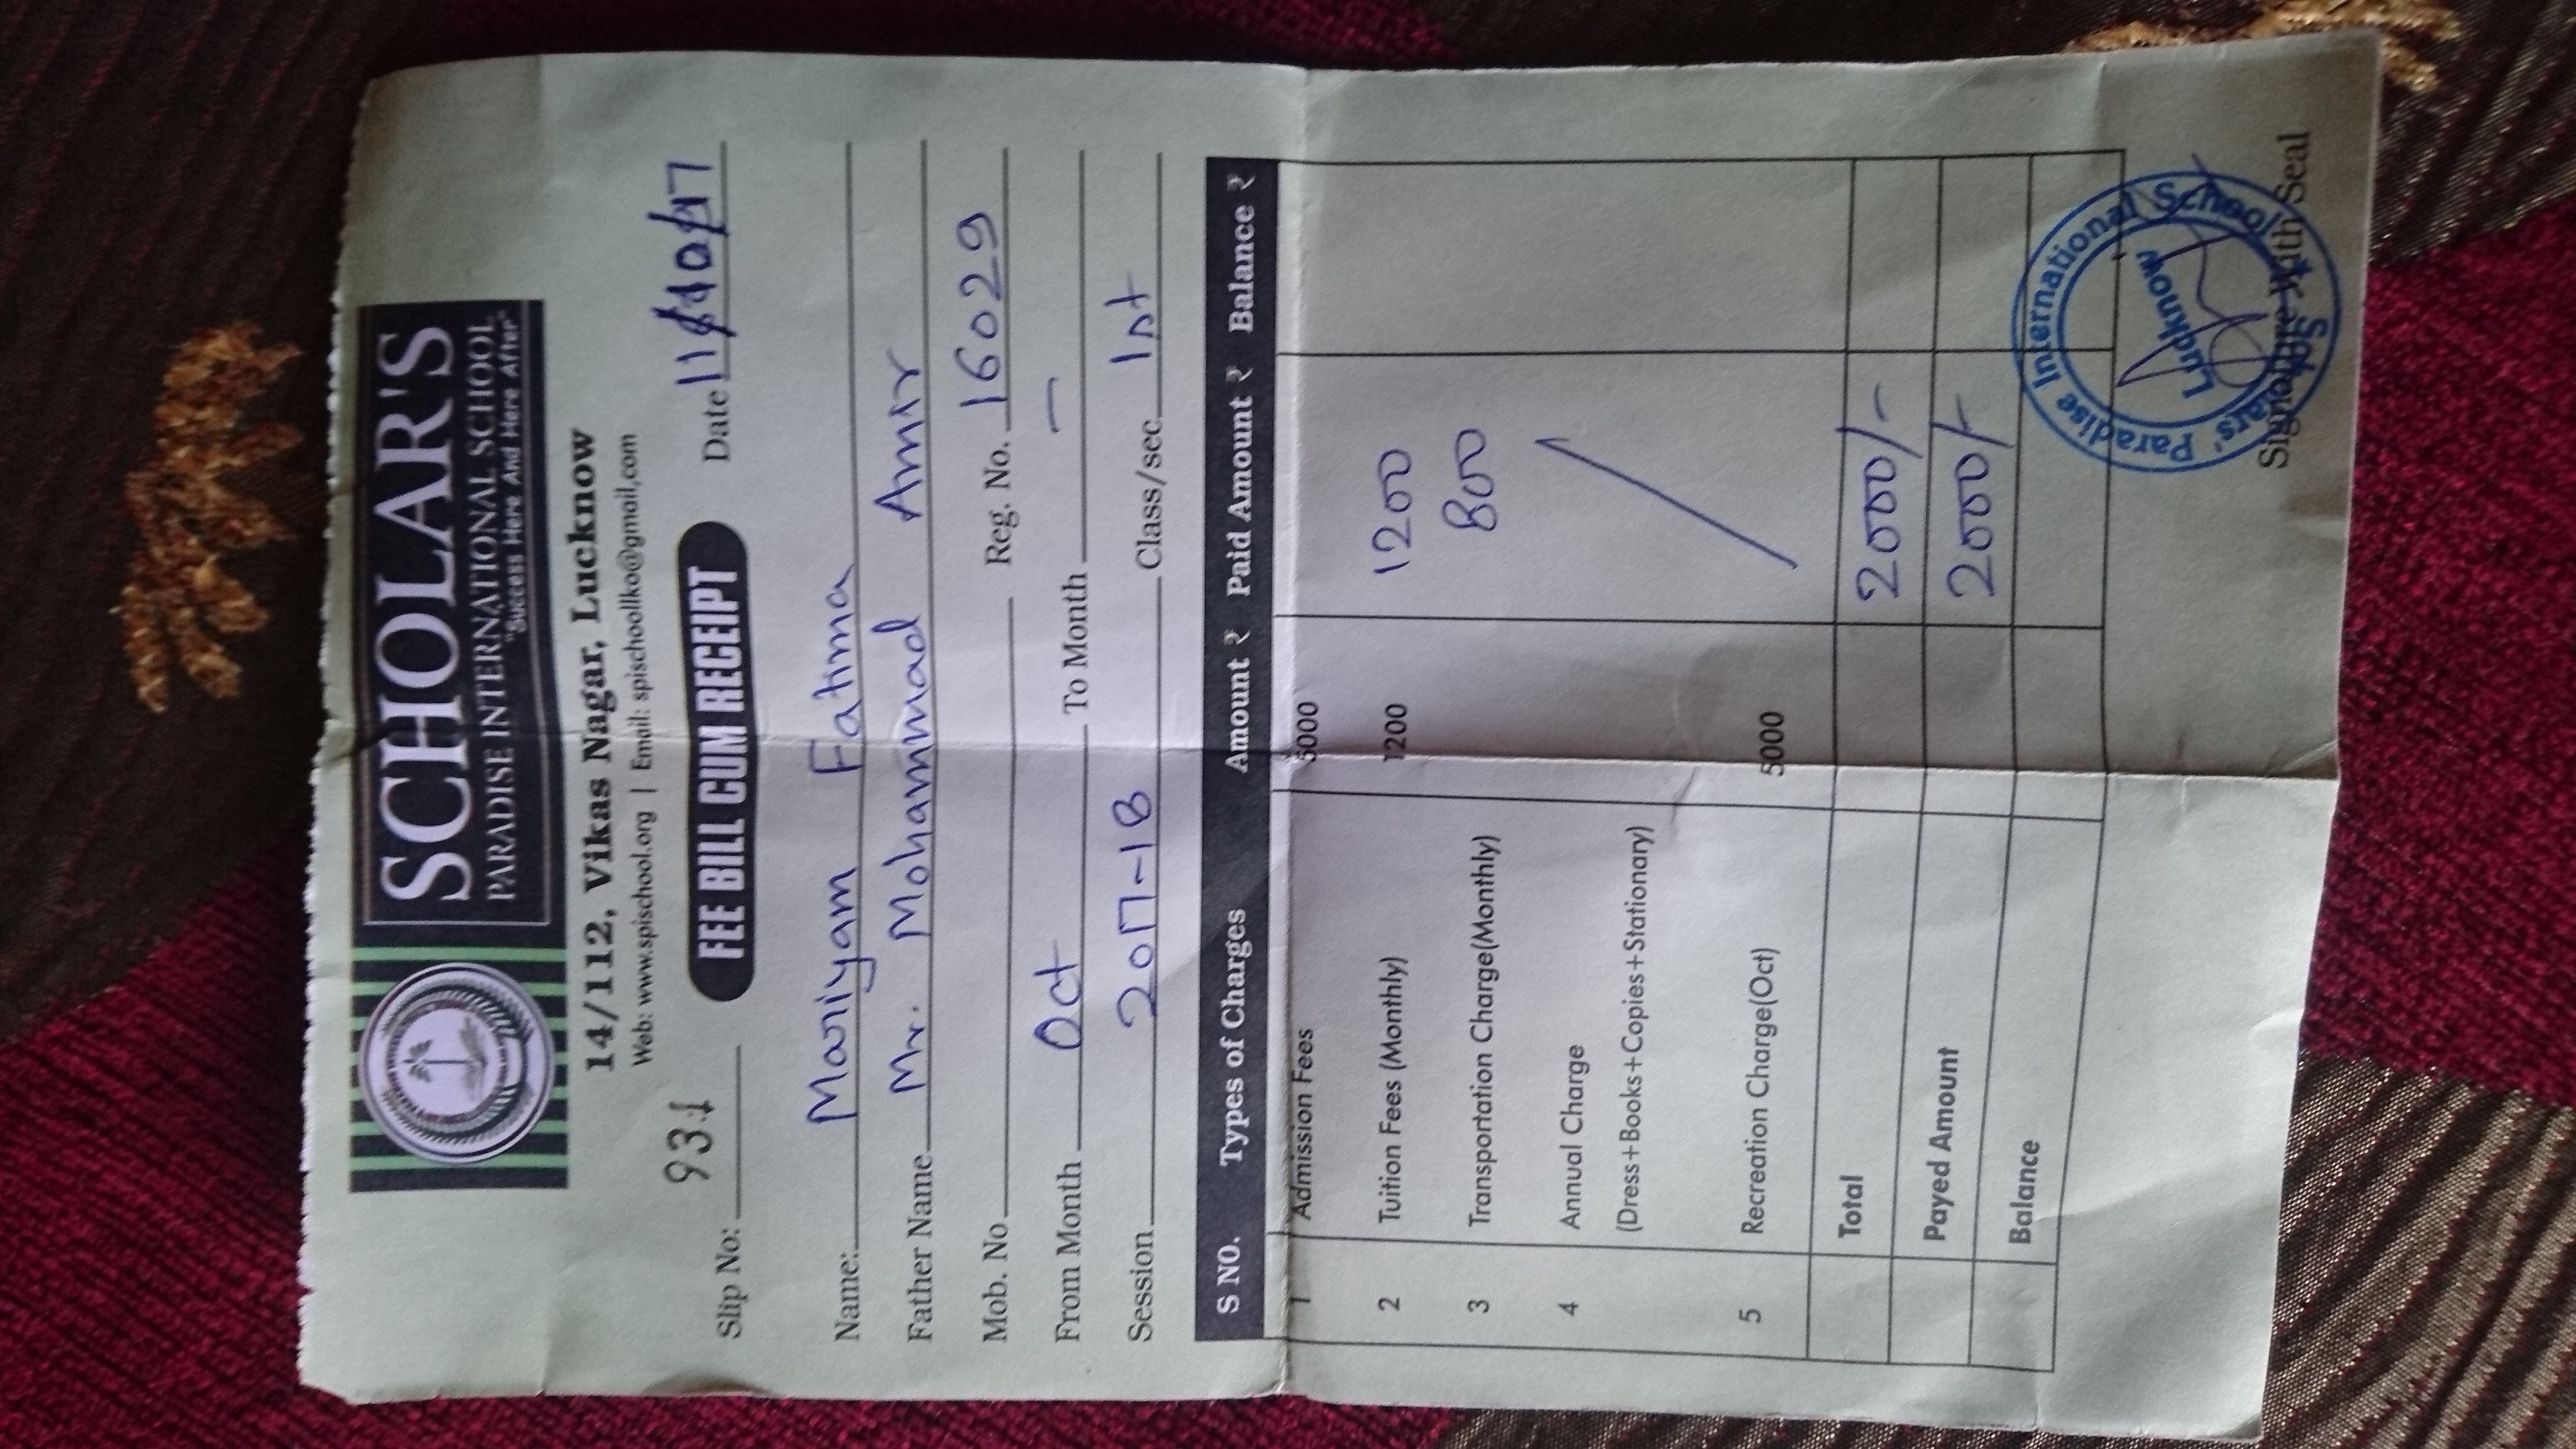 SCHOLAR'S
PARADISE INTERNATIONAL SCHOOL
"Success Here And Here After"
14/112, Vikas Nagar, Lucknow
Web: www.spischool.org | Email: spischoollko@gmail,com
Slip No: 931 FEE BILL CUM RECEIPT Date 11/10/17
Name: Mariyam Fatima
Father Name Mr. Mohammad Amir
Mob. No Reg. No. 16029
From Month Oct To Month —
Session 2017-18 Class/sec 1st
S NO. Types of Charges Amount ₹ Paid Amount ₹ Balance ₹
1 Admission Fees 5000
2 Tuition Fees (Monthly) 1200 1200
3 Transportation Charge(Monthly) 800
4 Annual Charge
(Dress+Books+Copies+Stationary)
5 Recreation Charge(Oct) 5000
Total 2000/-
Payed Amount 2000/-
Balance
Scholars' Paradise International School
Lucknow
Signature With Seal